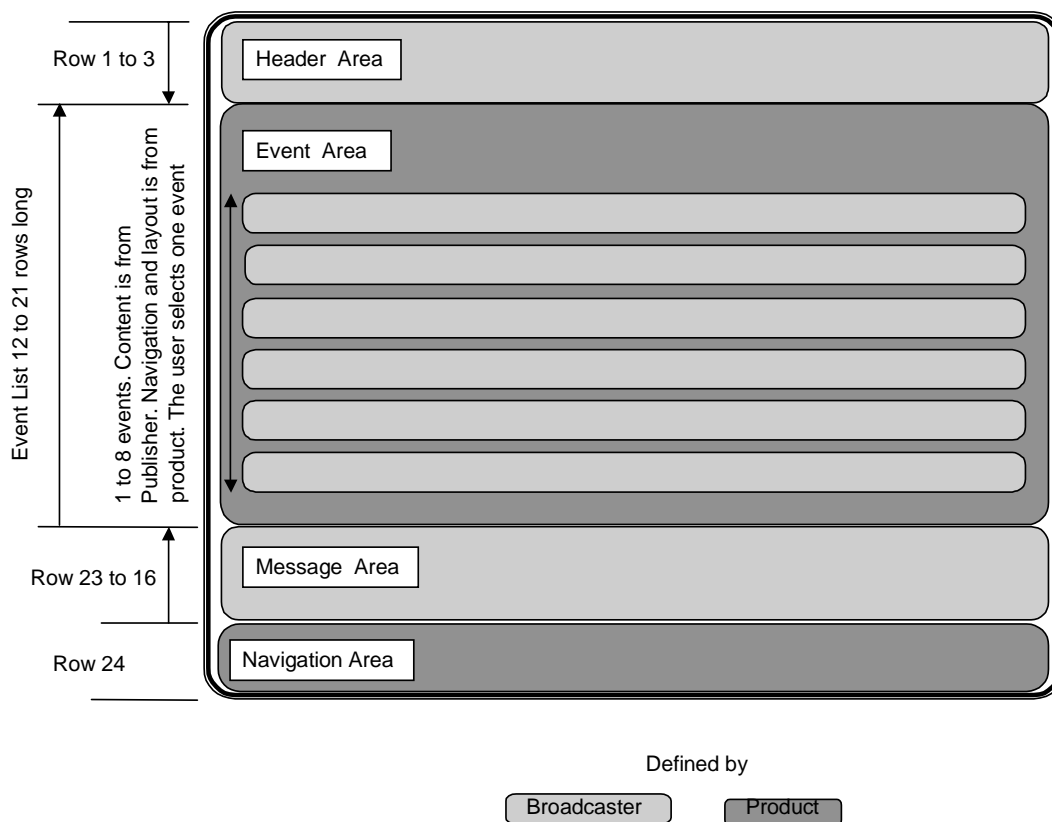 Row 1 to 3
Header Area
Event List 12 to 21 rows long
1 to 8 events. Content is from
Publisher. Navigation and layout is from
product. The user selects one event
Event Area
Row 23 to 16
Message Area
Row 24
Navigation Area
Defined by
Broadcaster
Product